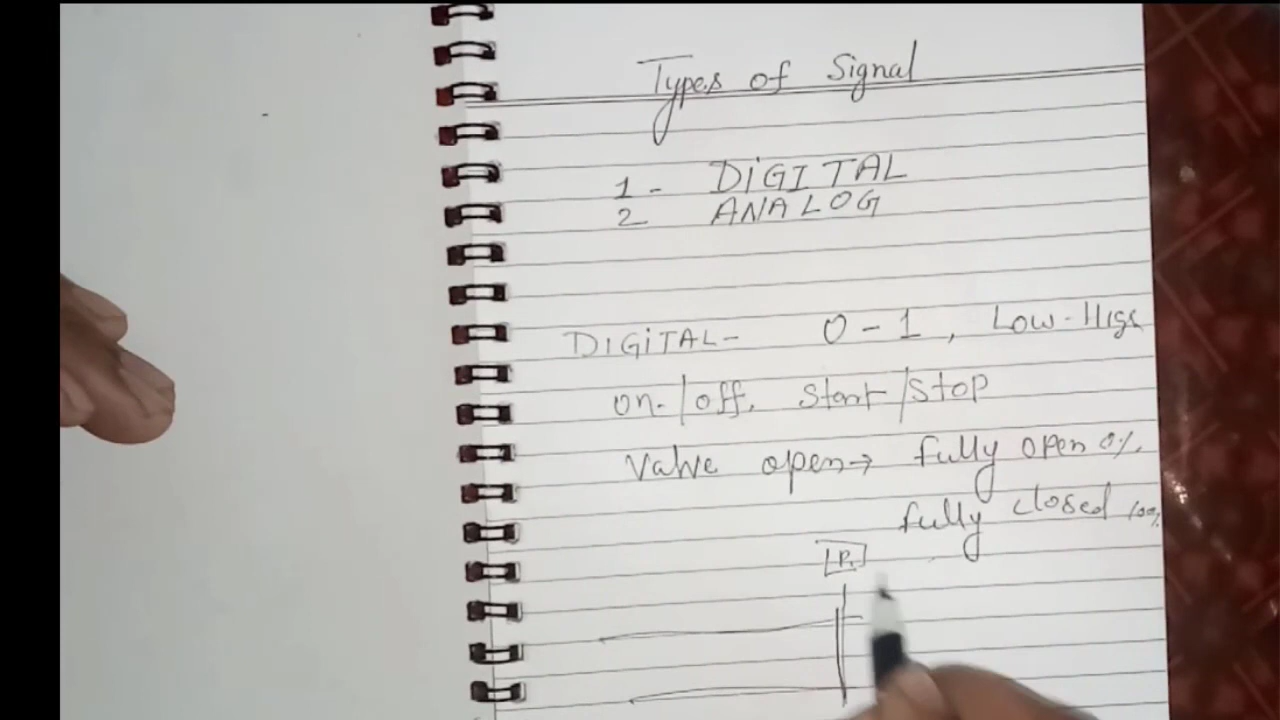 Types of Signal
1- DiGITAL
2 ANALOG
DIGITAL- 0-1, Low-High
on-/off, Start/Stop
Valve open→ fully open 0%.
fully closed 100%